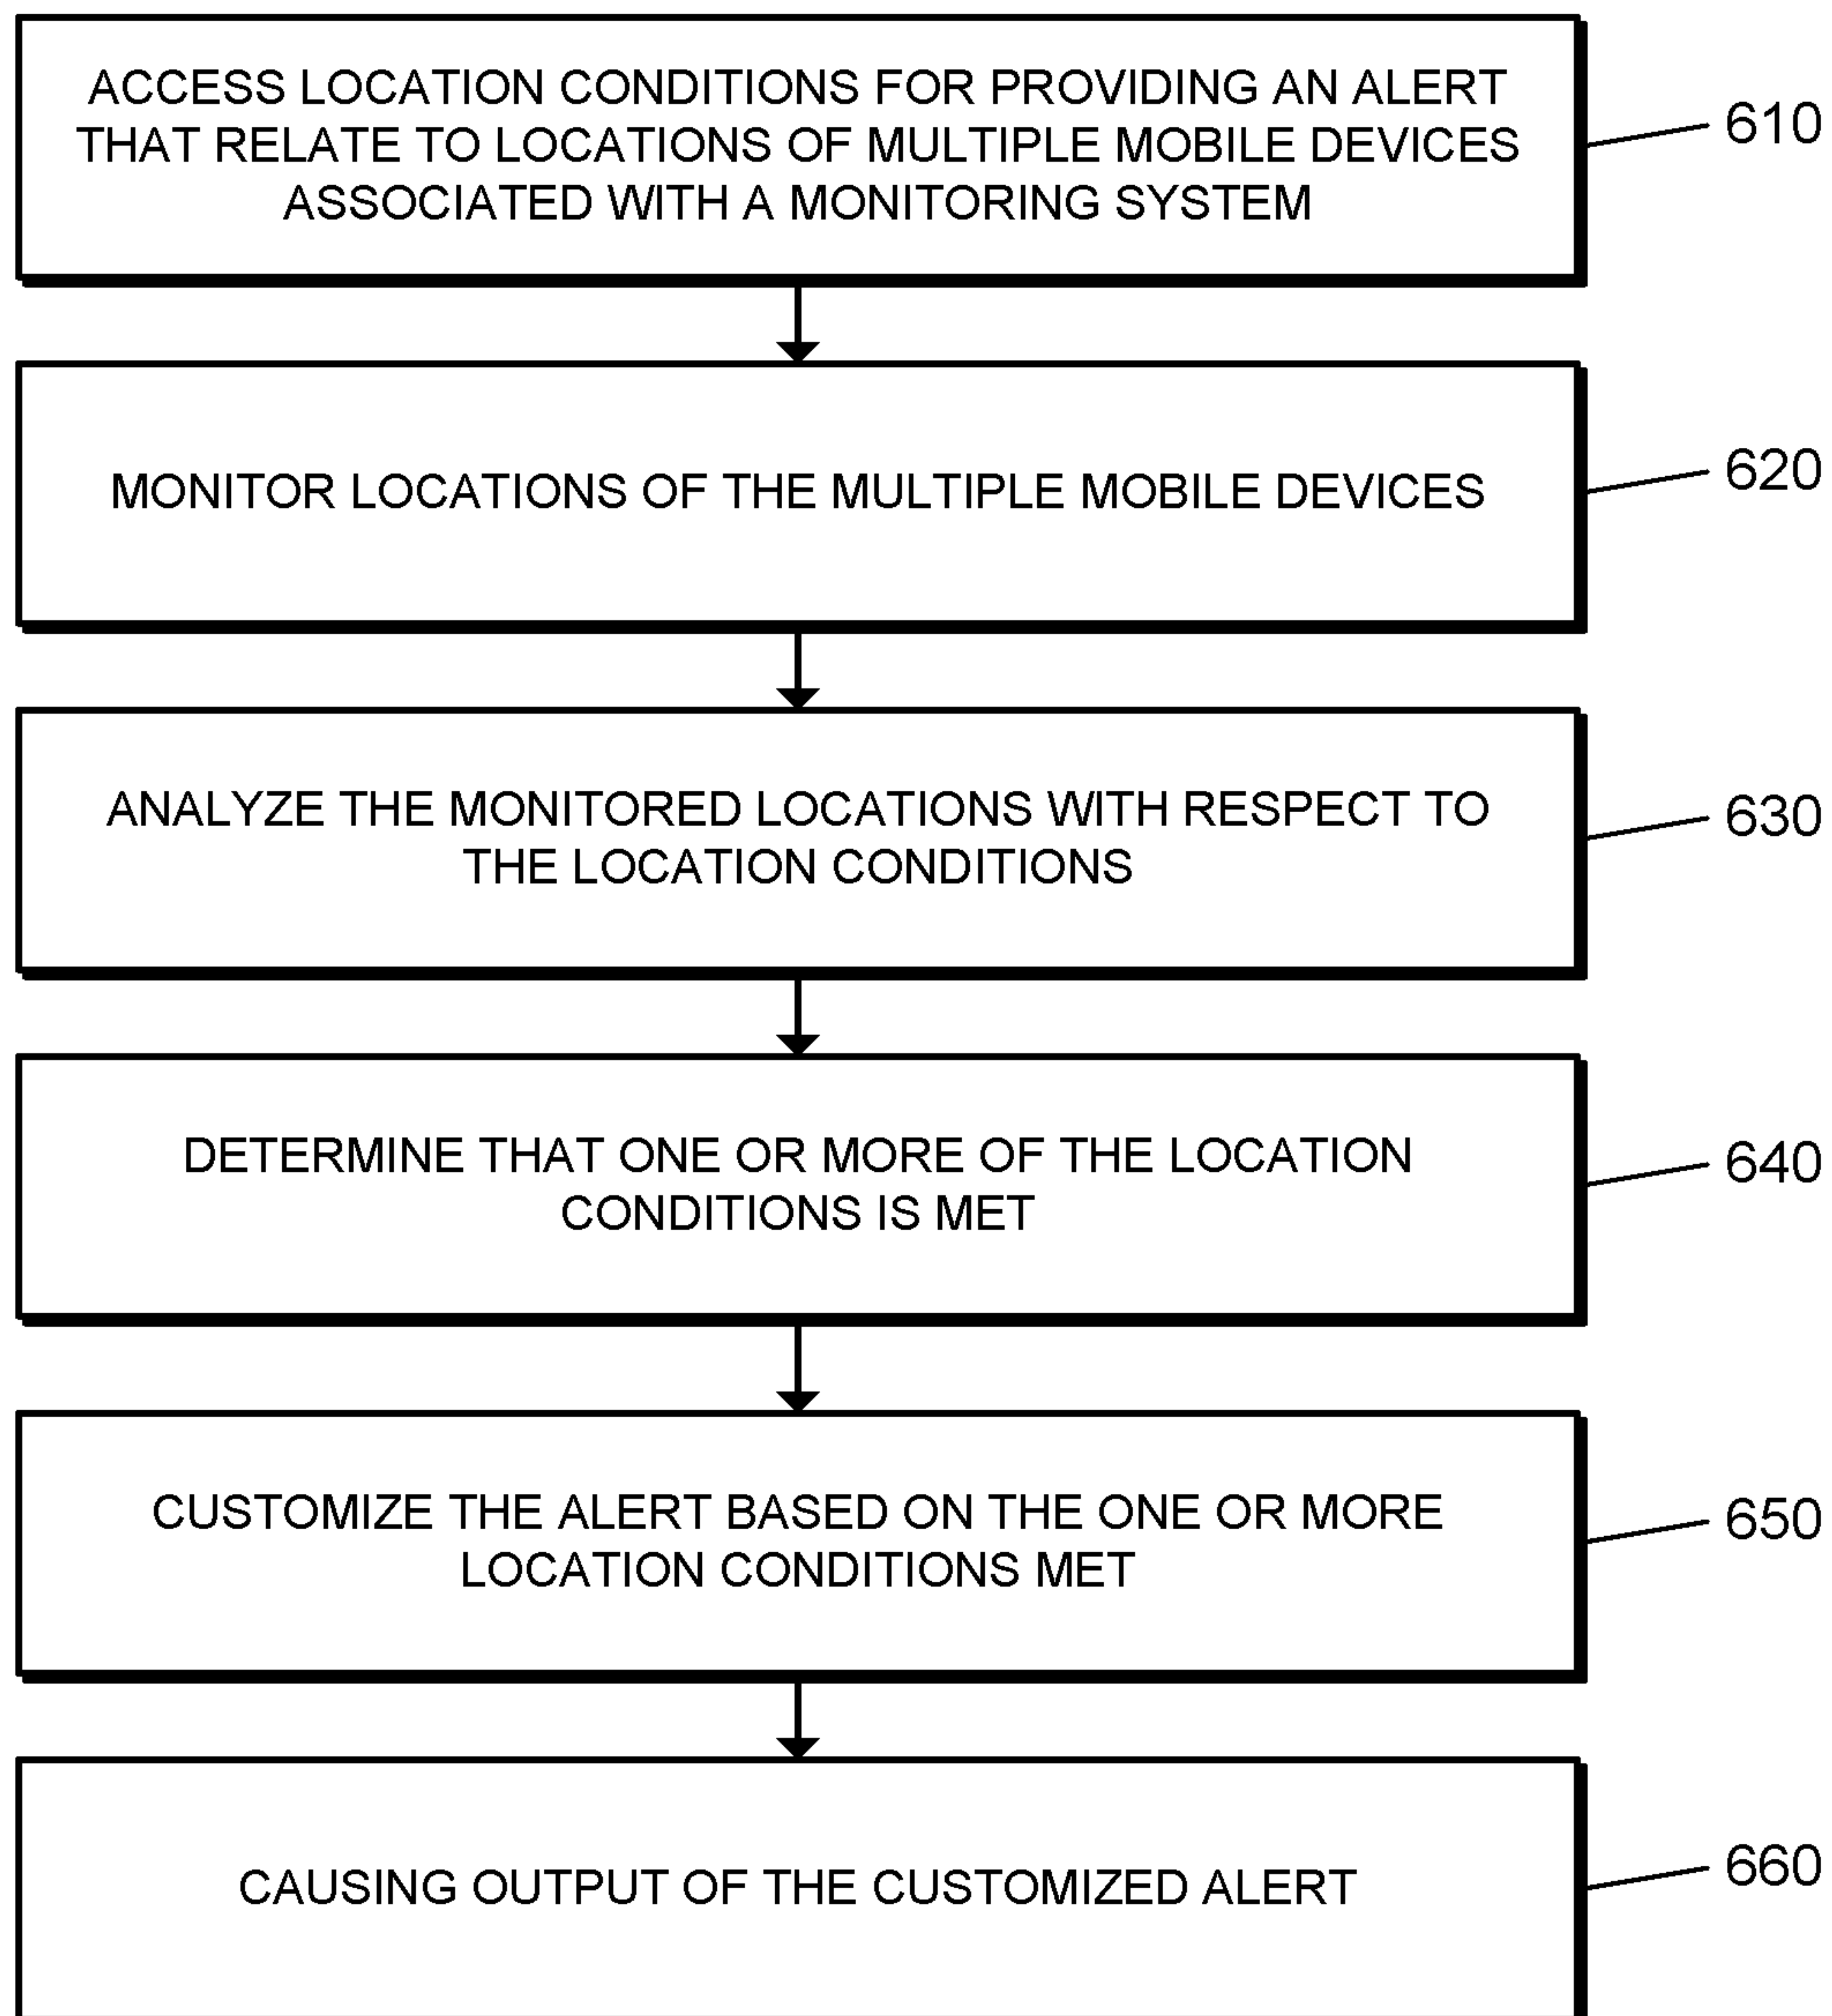 ACCESS LOCATION CONDITIONS FOR PROVIDING AN ALERT
THAT RELATE TO LOCATIONS OF MULTIPLE MOBILE DEVICES
ASSOCIATED WITH A MONITORING SYSTEM
610
MONITOR LOCATIONS OF THE MULTIPLE MOBILE DEVICES
620
ANALYZE THE MONITORED LOCATIONS WITH RESPECT TO
THE LOCATION CONDITIONS
630
DETERMINE THAT ONE OR MORE OF THE LOCATION
CONDITIONS IS MET
640
CUSTOMIZE THE ALERT BASED ON THE ONE OR MORE
LOCATION CONDITIONS MET
650
CAUSING OUTPUT OF THE CUSTOMIZED ALERT
660